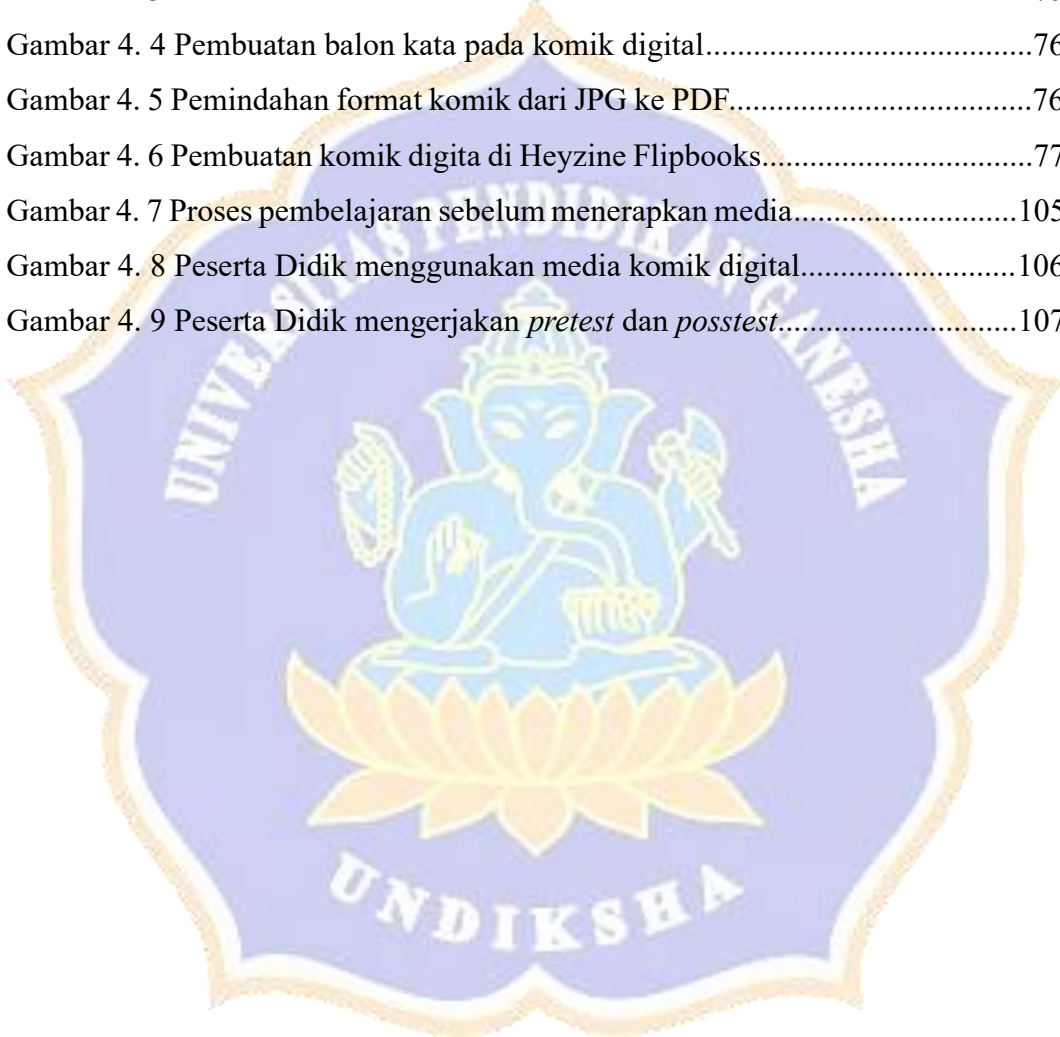 Gambar 4. 4 Pembuatan balon kata pada komik digital....................................76
Gambar 4. 5 Pemindahan format komik dari JPG ke PDF.................................76
Gambar 4. 6 Pembuatan komik digita di Heyzine Flipbooks.............................77
Gambar 4. 7 Proses pembelajaran sebelum menerapkan media........................105
Gambar 4. 8 Peserta Didik menggunakan media komik digital.......................106
Gambar 4. 9 Peserta Didik mengerjakan pretest dan posstest.........................107
UNIVERSITAS PENDIDIKAN GANESHA
UNDIKSHA